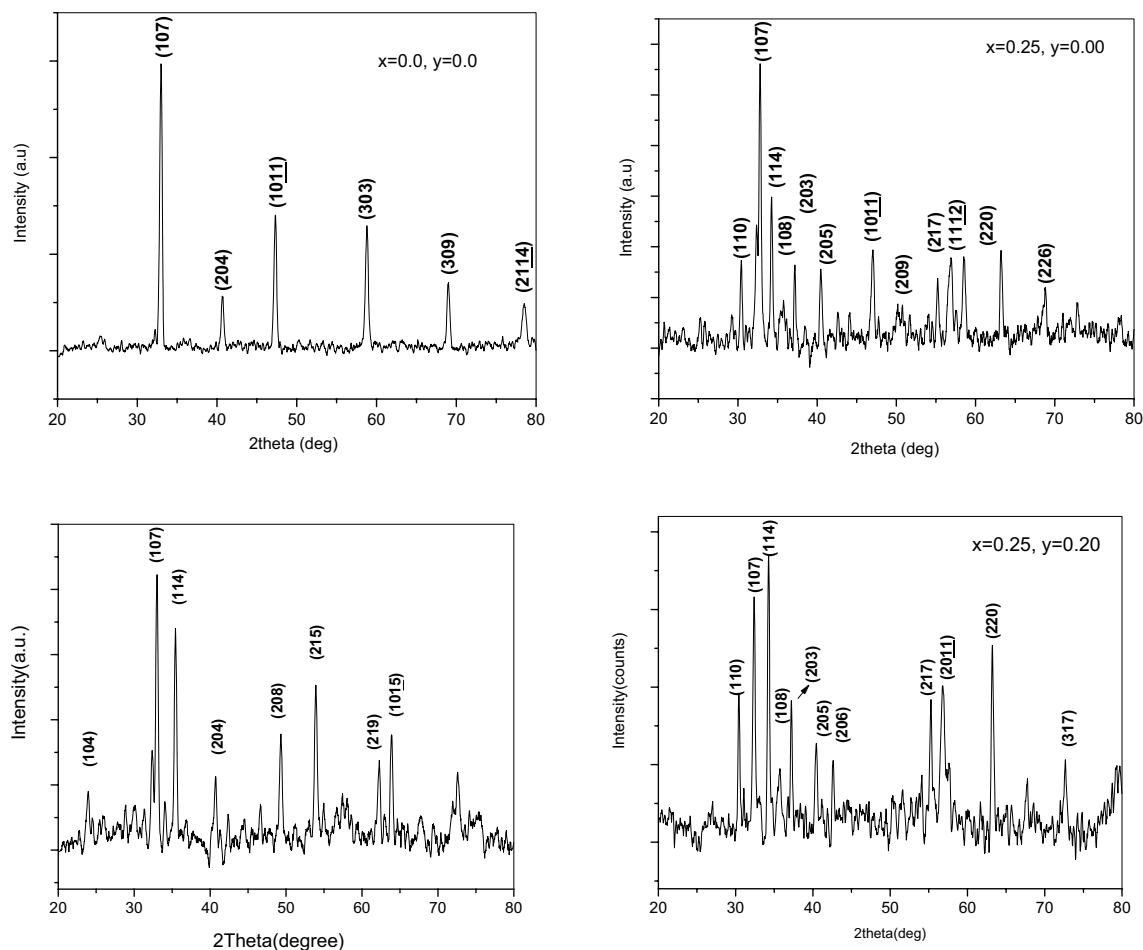 x=0.0, y=0.0
(107)
(204)
(1011)
(303)
(309)
(2114)
Intensity (a.u)
20 30 40 50 60 70 80
2theta (deg)
x=0.25, y=0.00
(107)
(110)
(114)
(108)
(203)
(205)
(1011)
(209)
(217)
(1112)
(220)
(226)
Intensity (a.u)
20 30 40 50 60 70 80
2theta (deg)
(104)
(107)
(114)
(204)
(208)
(215)
(219)
(1015)
Intensity(a.u.)
20 30 40 50 60 70 80
2Theta(degree)
x=0.25, y=0.20
(110)
(107)
(114)
(108)
(203)
(205)
(206)
(217)
(2011)
(220)
(317)
Intensity(counts)
20 30 40 50 60 70 80
2theta(deg)